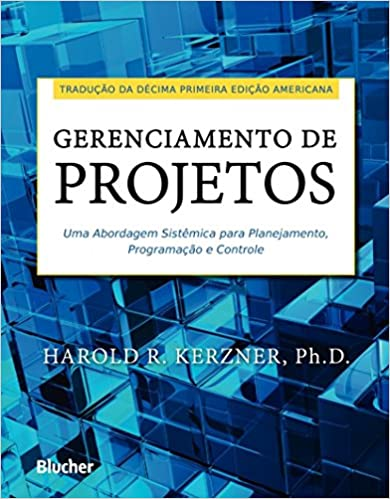 TRADUÇÃO DA DÉCIMA PRIMEIRA EDIÇÃO AMERICANA
GERENCIAMENTO DE
PROJETOS
Uma Abordagem Sistêmica para Planejamento,
Programação e Controle
HAROLD R. KERZNER, Ph.D.
Blucher